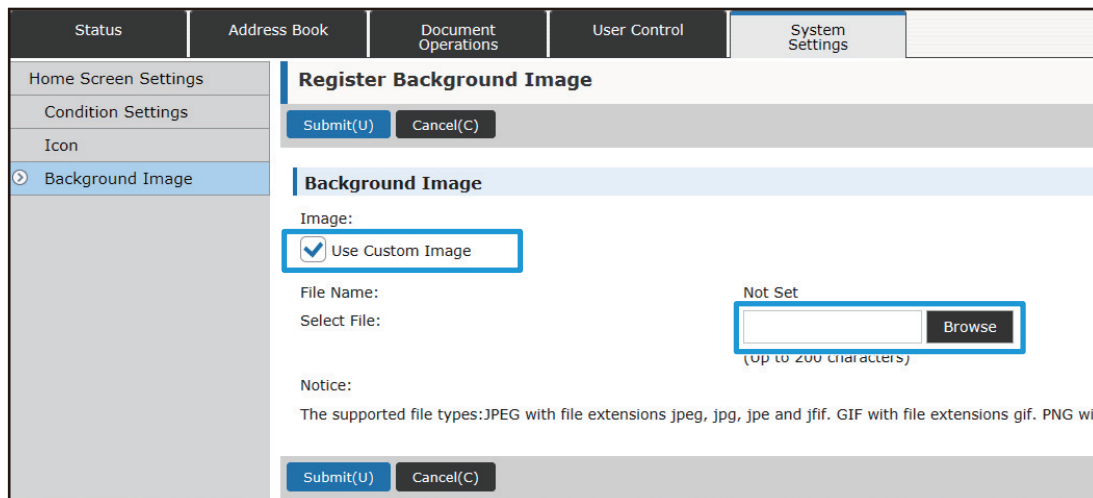 Status
Address Book
Document
Operations
User Control
System
Settings
Home Screen Settings
Condition Settings
Icon
Background Image
Register Background Image
Submit(U)
Cancel(C)
Background Image
Image:
Use Custom Image
File Name:
Not Set
Select File:
Browse
(Up to 200 characters)
Notice:
The supported file types:JPEG with file extensions jpeg, jpg, jpe and jfif. GIF with file extensions gif. PNG
Submit(U)
Cancel(C)